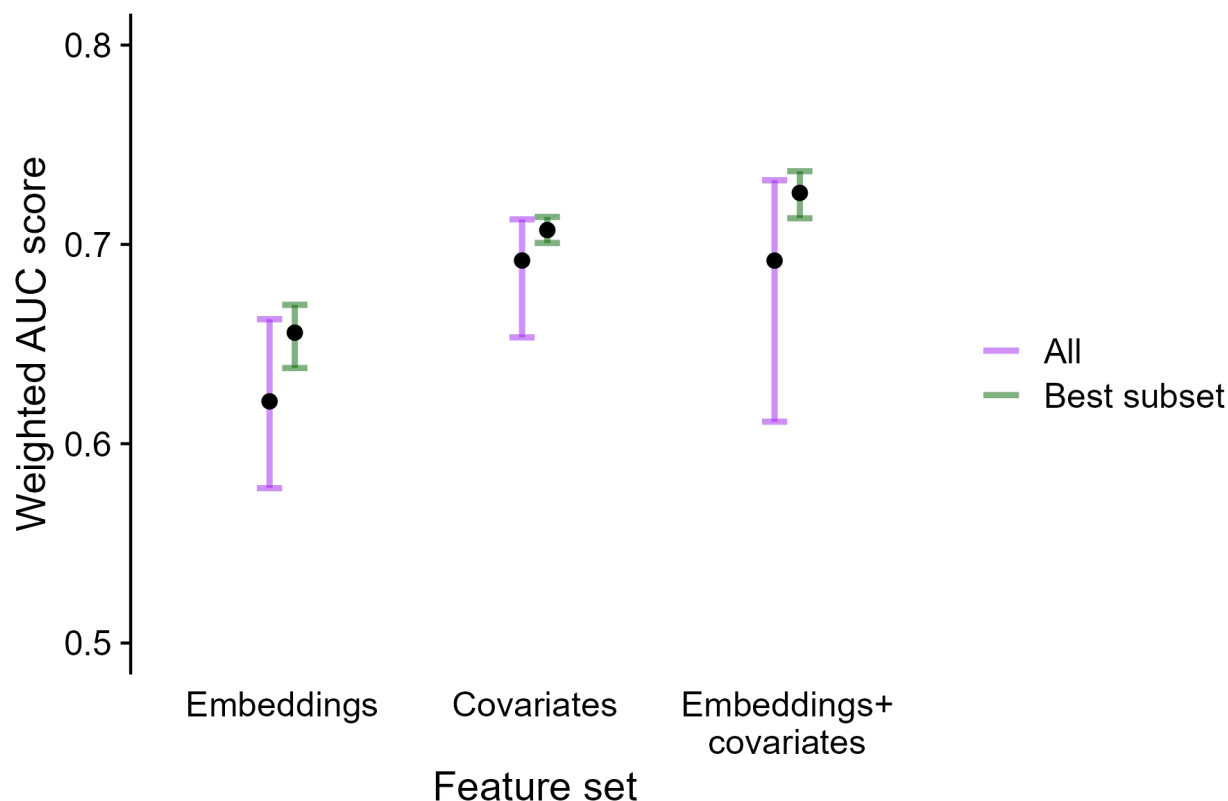 Weighted AUC score
0.8
0.7
0.6
0.5
Embeddings
Covariates
Embeddings+
covariates
Feature set
All
Best subset